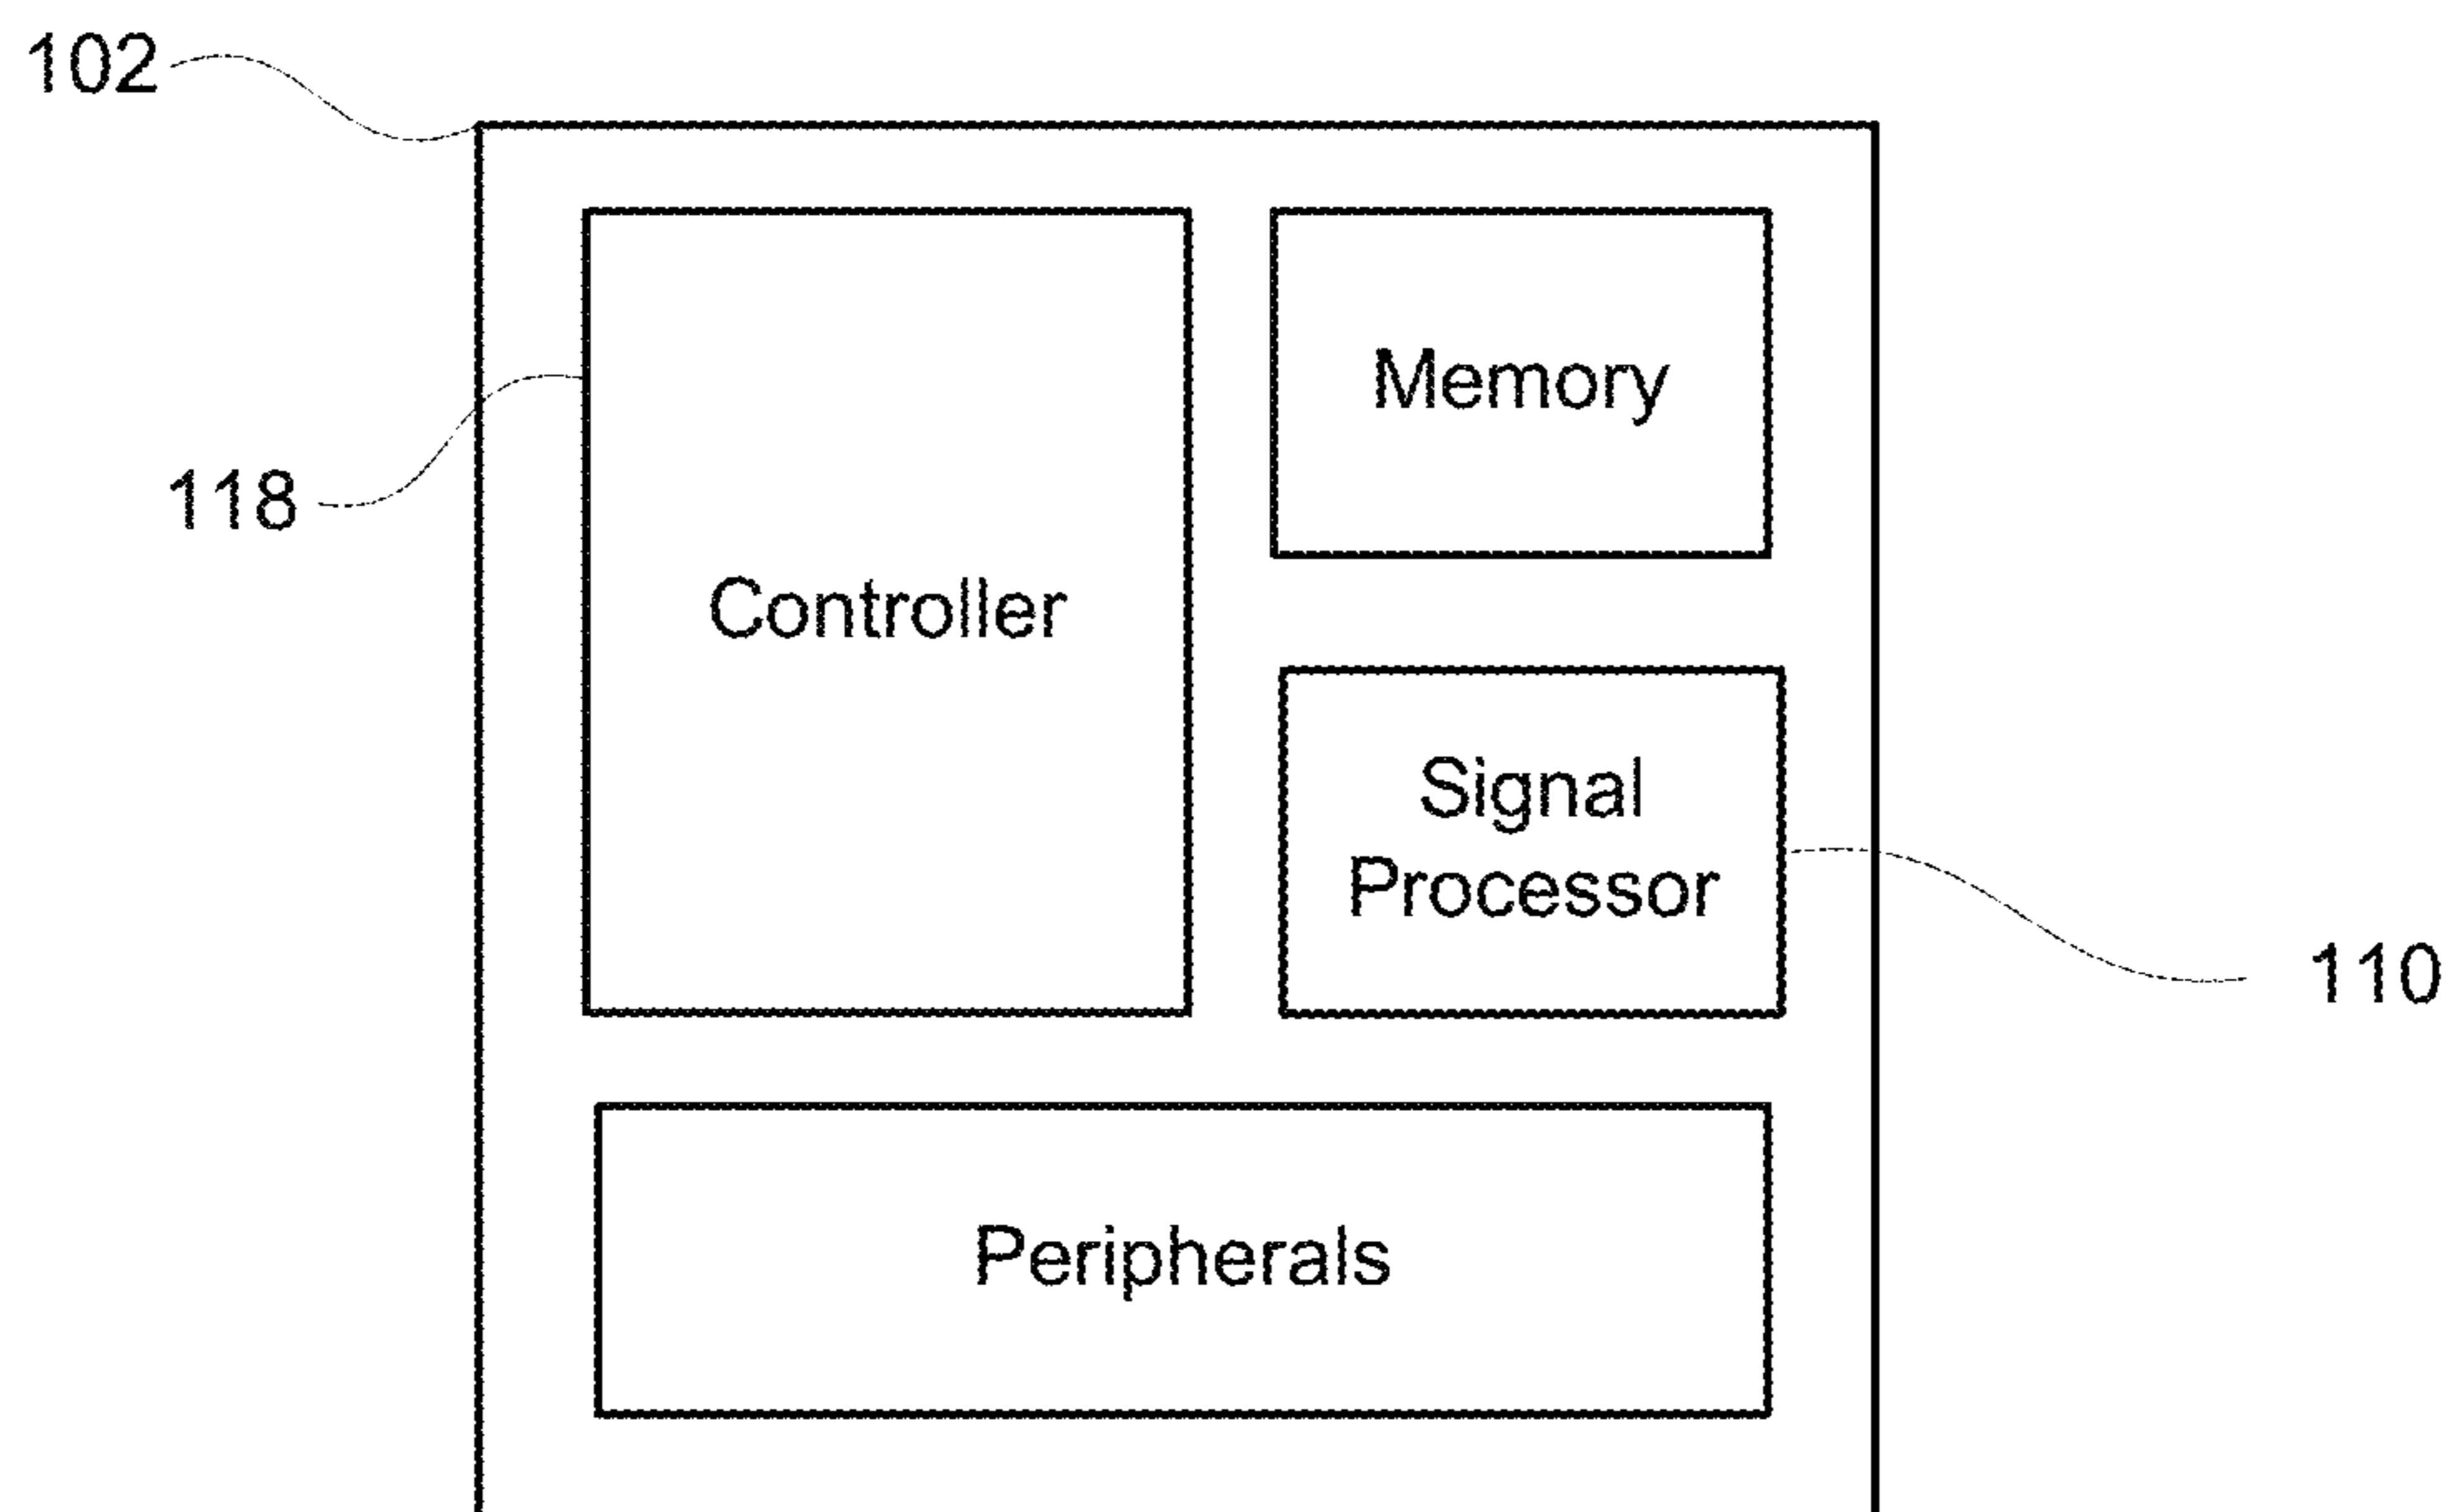 102
Memory
118
Controller
Signal
Processor
110
Peripherals